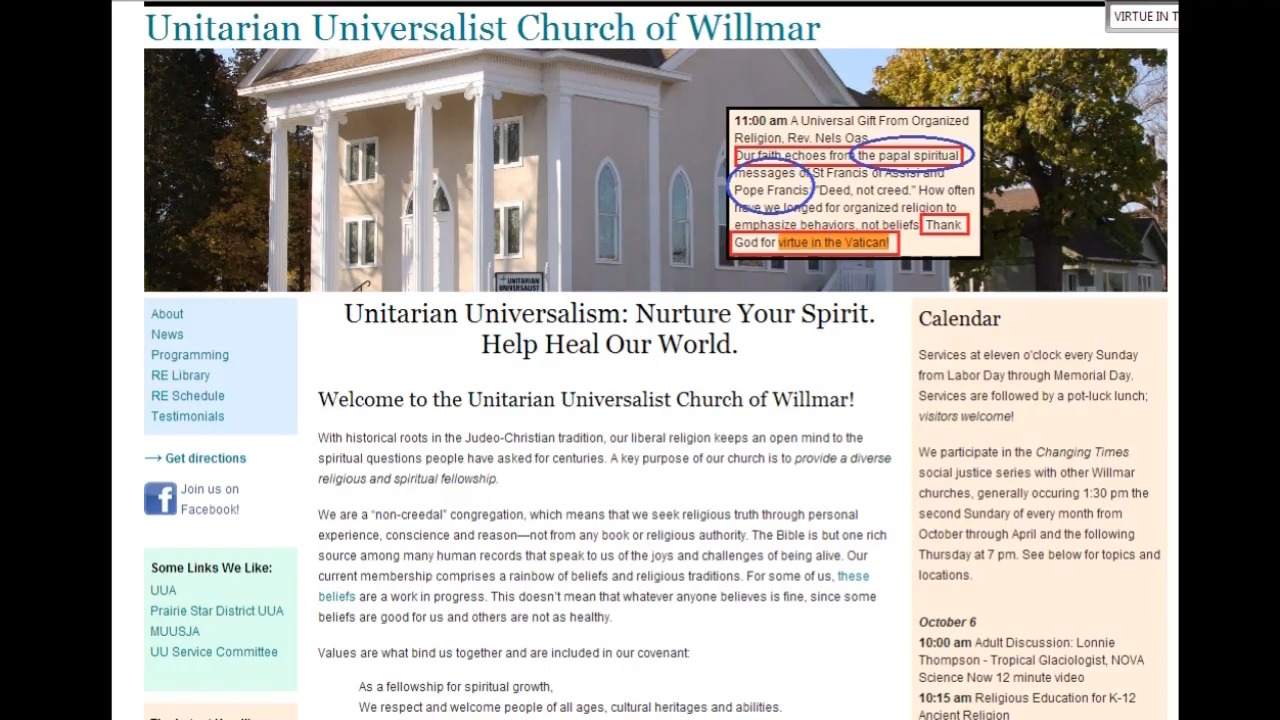 Unitarian Universalist Church of Willmar
VIRTUE IN T
11:00 am A Universal Gift From Organized
Religion, Rev. Nels Oas
Our faith echoes from the papal spiritual
messages of St Francis of Assisi and
Pope Francis: "Deed, not creed." How often
have we longed for organized religion to
emphasize behaviors, not beliefs. Thank
God for virtue in the Vatican!
UNITARIAN
UNIVERSALIST
About
News
Programming
RE Library
RE Schedule
Testimonials
→ Get directions
Join us on
Facebook!
Some Links We Like:
UUA
Prairie Star District UUA
MUUSJA
UU Service Committee
Unitarian Universalism: Nurture Your Spirit.
Help Heal Our World.
Welcome to the Unitarian Universalist Church of Willmar!
With historical roots in the Judeo-Christian tradition, our liberal religion keeps an open mind to the
spiritual questions people have asked for centuries. A key purpose of our church is to provide a diverse
religious and spiritual fellowship.
We are a “non-creedal” congregation, which means that we seek religious truth through personal
experience, conscience and reason—not from any book or religious authority. The Bible is but one rich
source among many human records that speak to us of the joys and challenges of being alive. Our
current membership comprises a rainbow of beliefs and religious traditions. For some of us, these
beliefs are a work in progress. This doesn’t mean that whatever anyone believes is fine, since some
beliefs are good for us and others are not as healthy.
Values are what bind us together and are included in our covenant:
As a fellowship for spiritual growth,
We respect and welcome people of all ages, cultural heritages and abilities.
Calendar
Services at eleven o’clock every Sunday
from Labor Day through Memorial Day.
Services are followed by a pot-luck lunch;
visitors welcome!
We participate in the Changing Times
social justice series with other Willmar
churches, generally occuring 1:30 pm the
second Sunday of every month from
October through April and the following
Thursday at 7 pm. See below for topics and
locations.
October 6
10:00 am Adult Discussion: Lonnie
Thompson - Tropical Glaciologist, NOVA
Science Now 12 minute video
10:15 am Religious Education for K-12
Ancient Religion